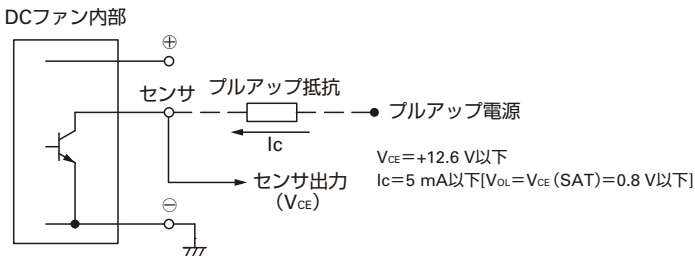 DCファン内部
⊕
センサ
プルアップ抵抗
プルアップ電源
Ic
VCE=+12.6 V以下
Ic=5 mA以下[VOL=VCE(SAT)=0.8 V以下]
センサ出力
(VCE)
⊖